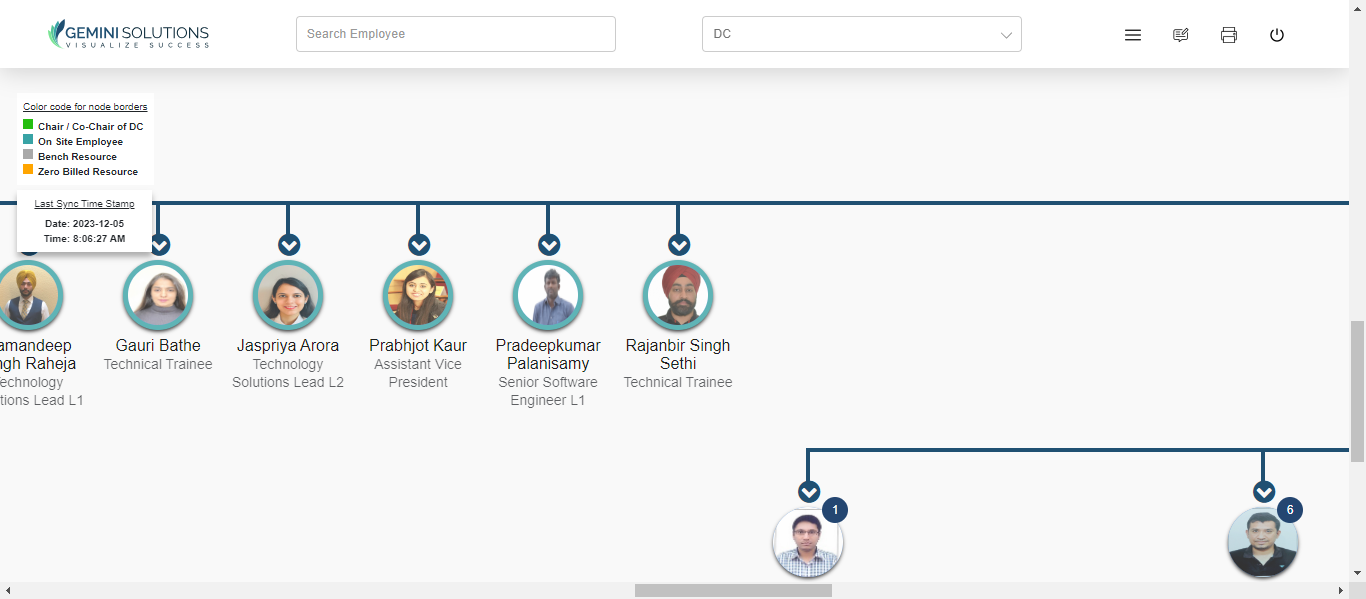 GEMINI SOLUTIONS
VISUALIZE SUCCESS
Search Employee
DC
Color code for node borders
Chair / Co-Chair of DC
On Site Employee
Bench Resource
Zero Billed Resource
Last Sync Time Stamp
Date: 2023-12-05
Time: 8:06:27 AM
amandeep
ngh Raheja
echnology
tions Lead L1
Gauri Bathe
Technical Trainee
Jaspriya Arora
Technology
Solutions Lead L2
Prabhjot Kaur
Assistant Vice
President
Pradeepkumar
Palanisamy
Senior Software
Engineer L1
Rajanbir Singh
Sethi
Technical Trainee
1
6